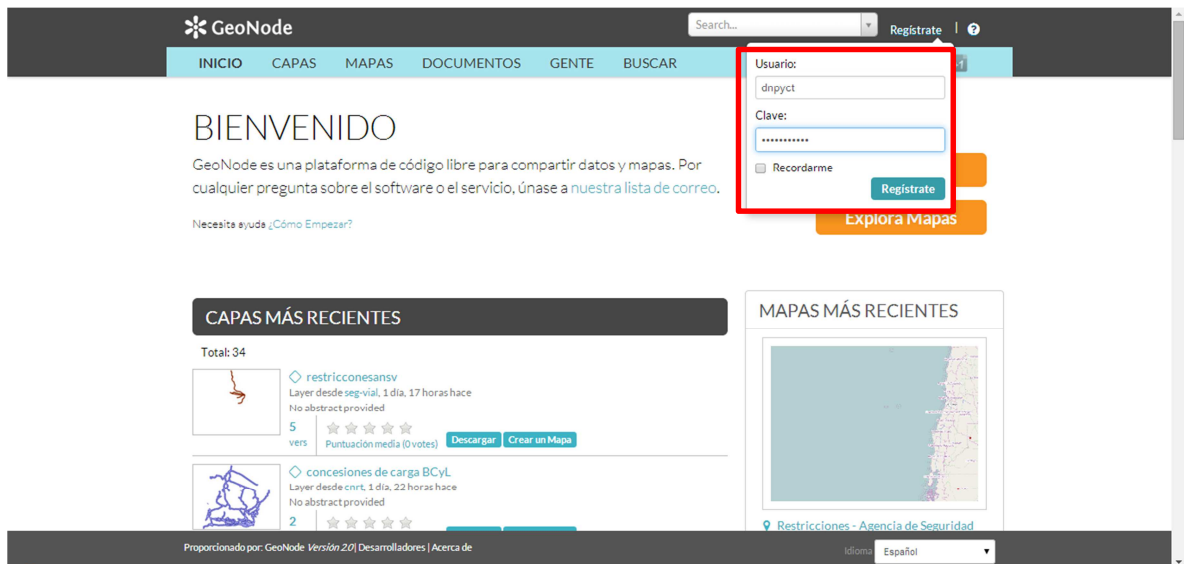 GeoNode
Search...
Regístrate | ?
INICIO CAPAS MAPAS DOCUMENTOS GENTE BUSCAR
Usuario:
dnpyct
Clave:
•••••••••••
Recordarme
Regístrate
BIENVENIDO
GeoNode es una plataforma de código libre para compartir datos y mapas. Por
cualquier pregunta sobre el software o el servicio, únase a nuestra lista de correo.
Necesita ayuda ¿Cómo Empezar?
Explora Mapas
CAPAS MÁS RECIENTES
Total: 34
restricconesansv
Layer desde seg-vial, 1 día, 17 horas hace
No abstract provided
5
vers
Puntuación media (0 votes) Descargar Crear un Mapa
concesiones de carga BCyL
Layer desde cnrt, 1 día, 22 horas hace
No abstract provided
2
MAPAS MÁS RECIENTES
Restricciones - Agencia de Seguridad
Proporcionado por: GeoNode Versión 2.0 | Desarrolladores | Acerca de
Idioma Español